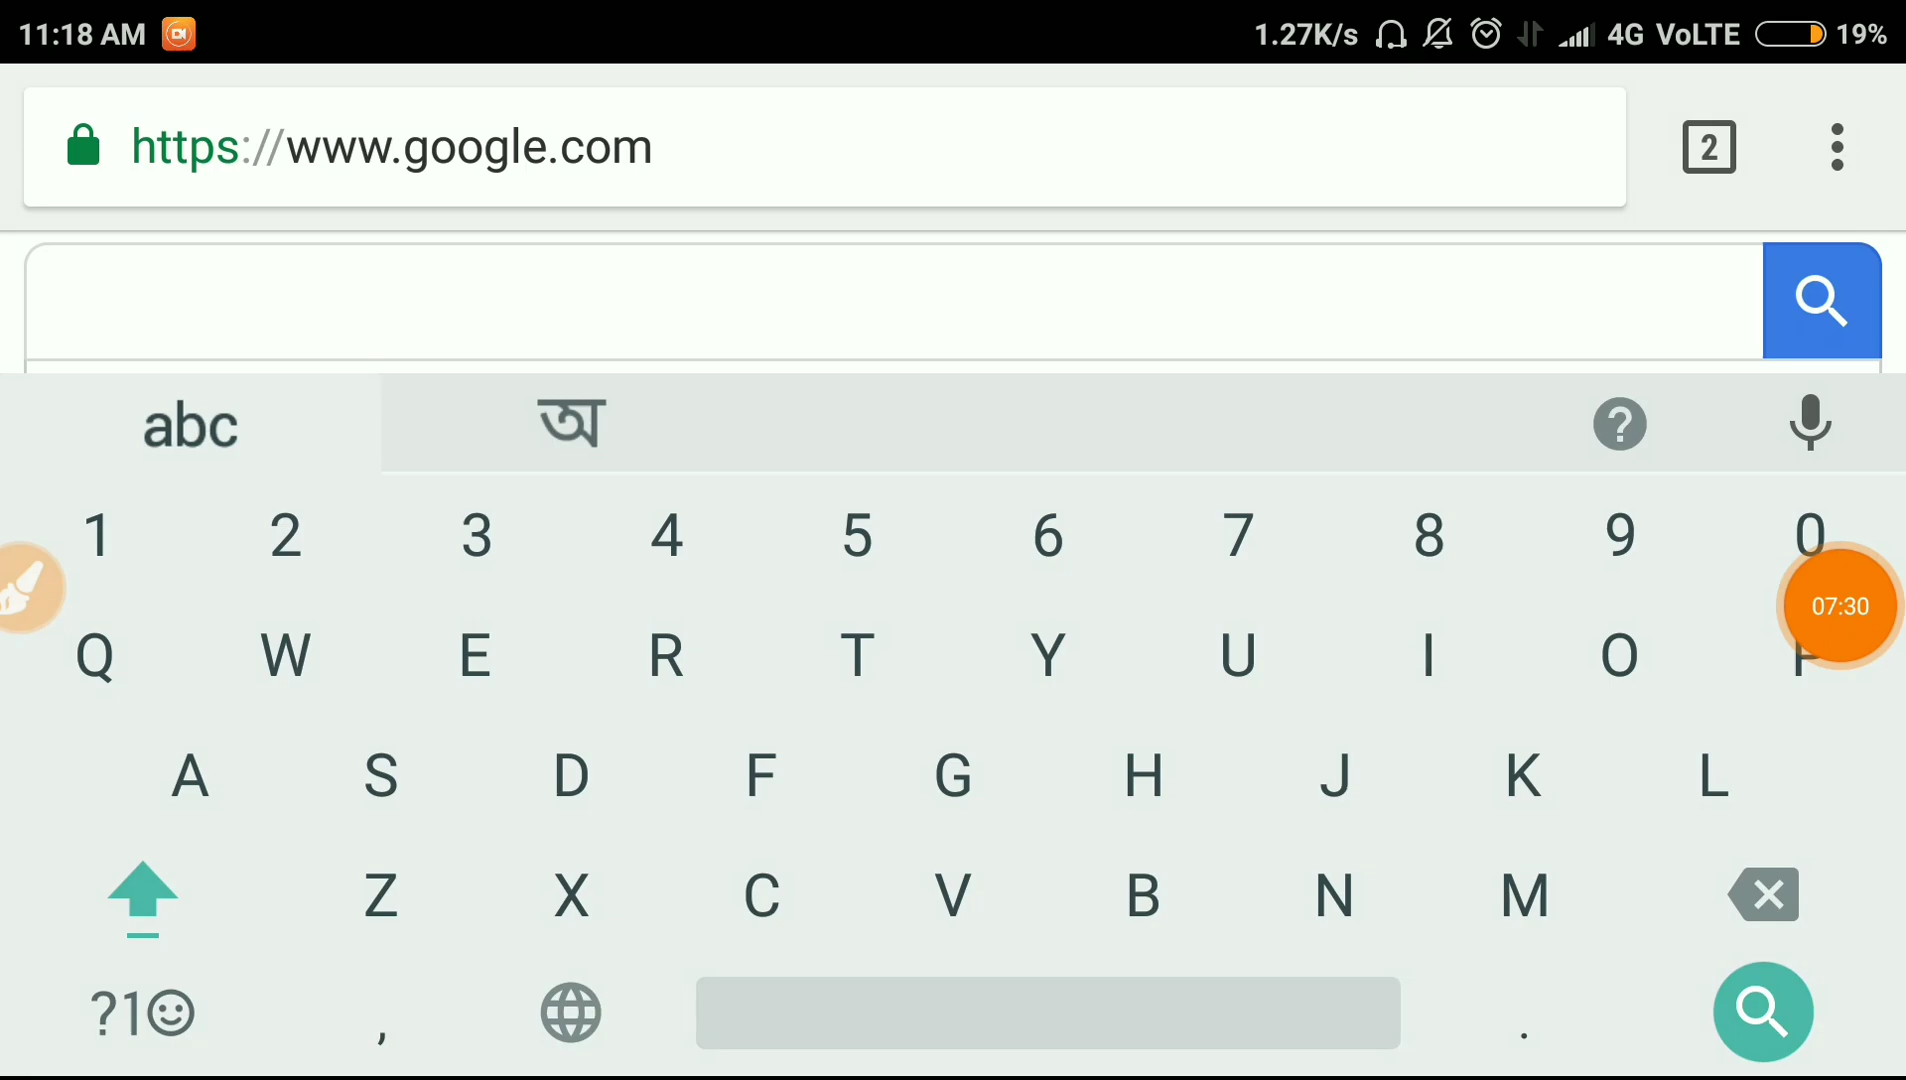 11:18 AM 1.27K/s 4G VoLTE 19%
https://www.google.com 2
abc অ ?
1 2 3 4 5 6 7 8 9 0
07:30
Q W E R T Y U I O P
A S D F G H J K L
Z X C V B N M
?1 , .